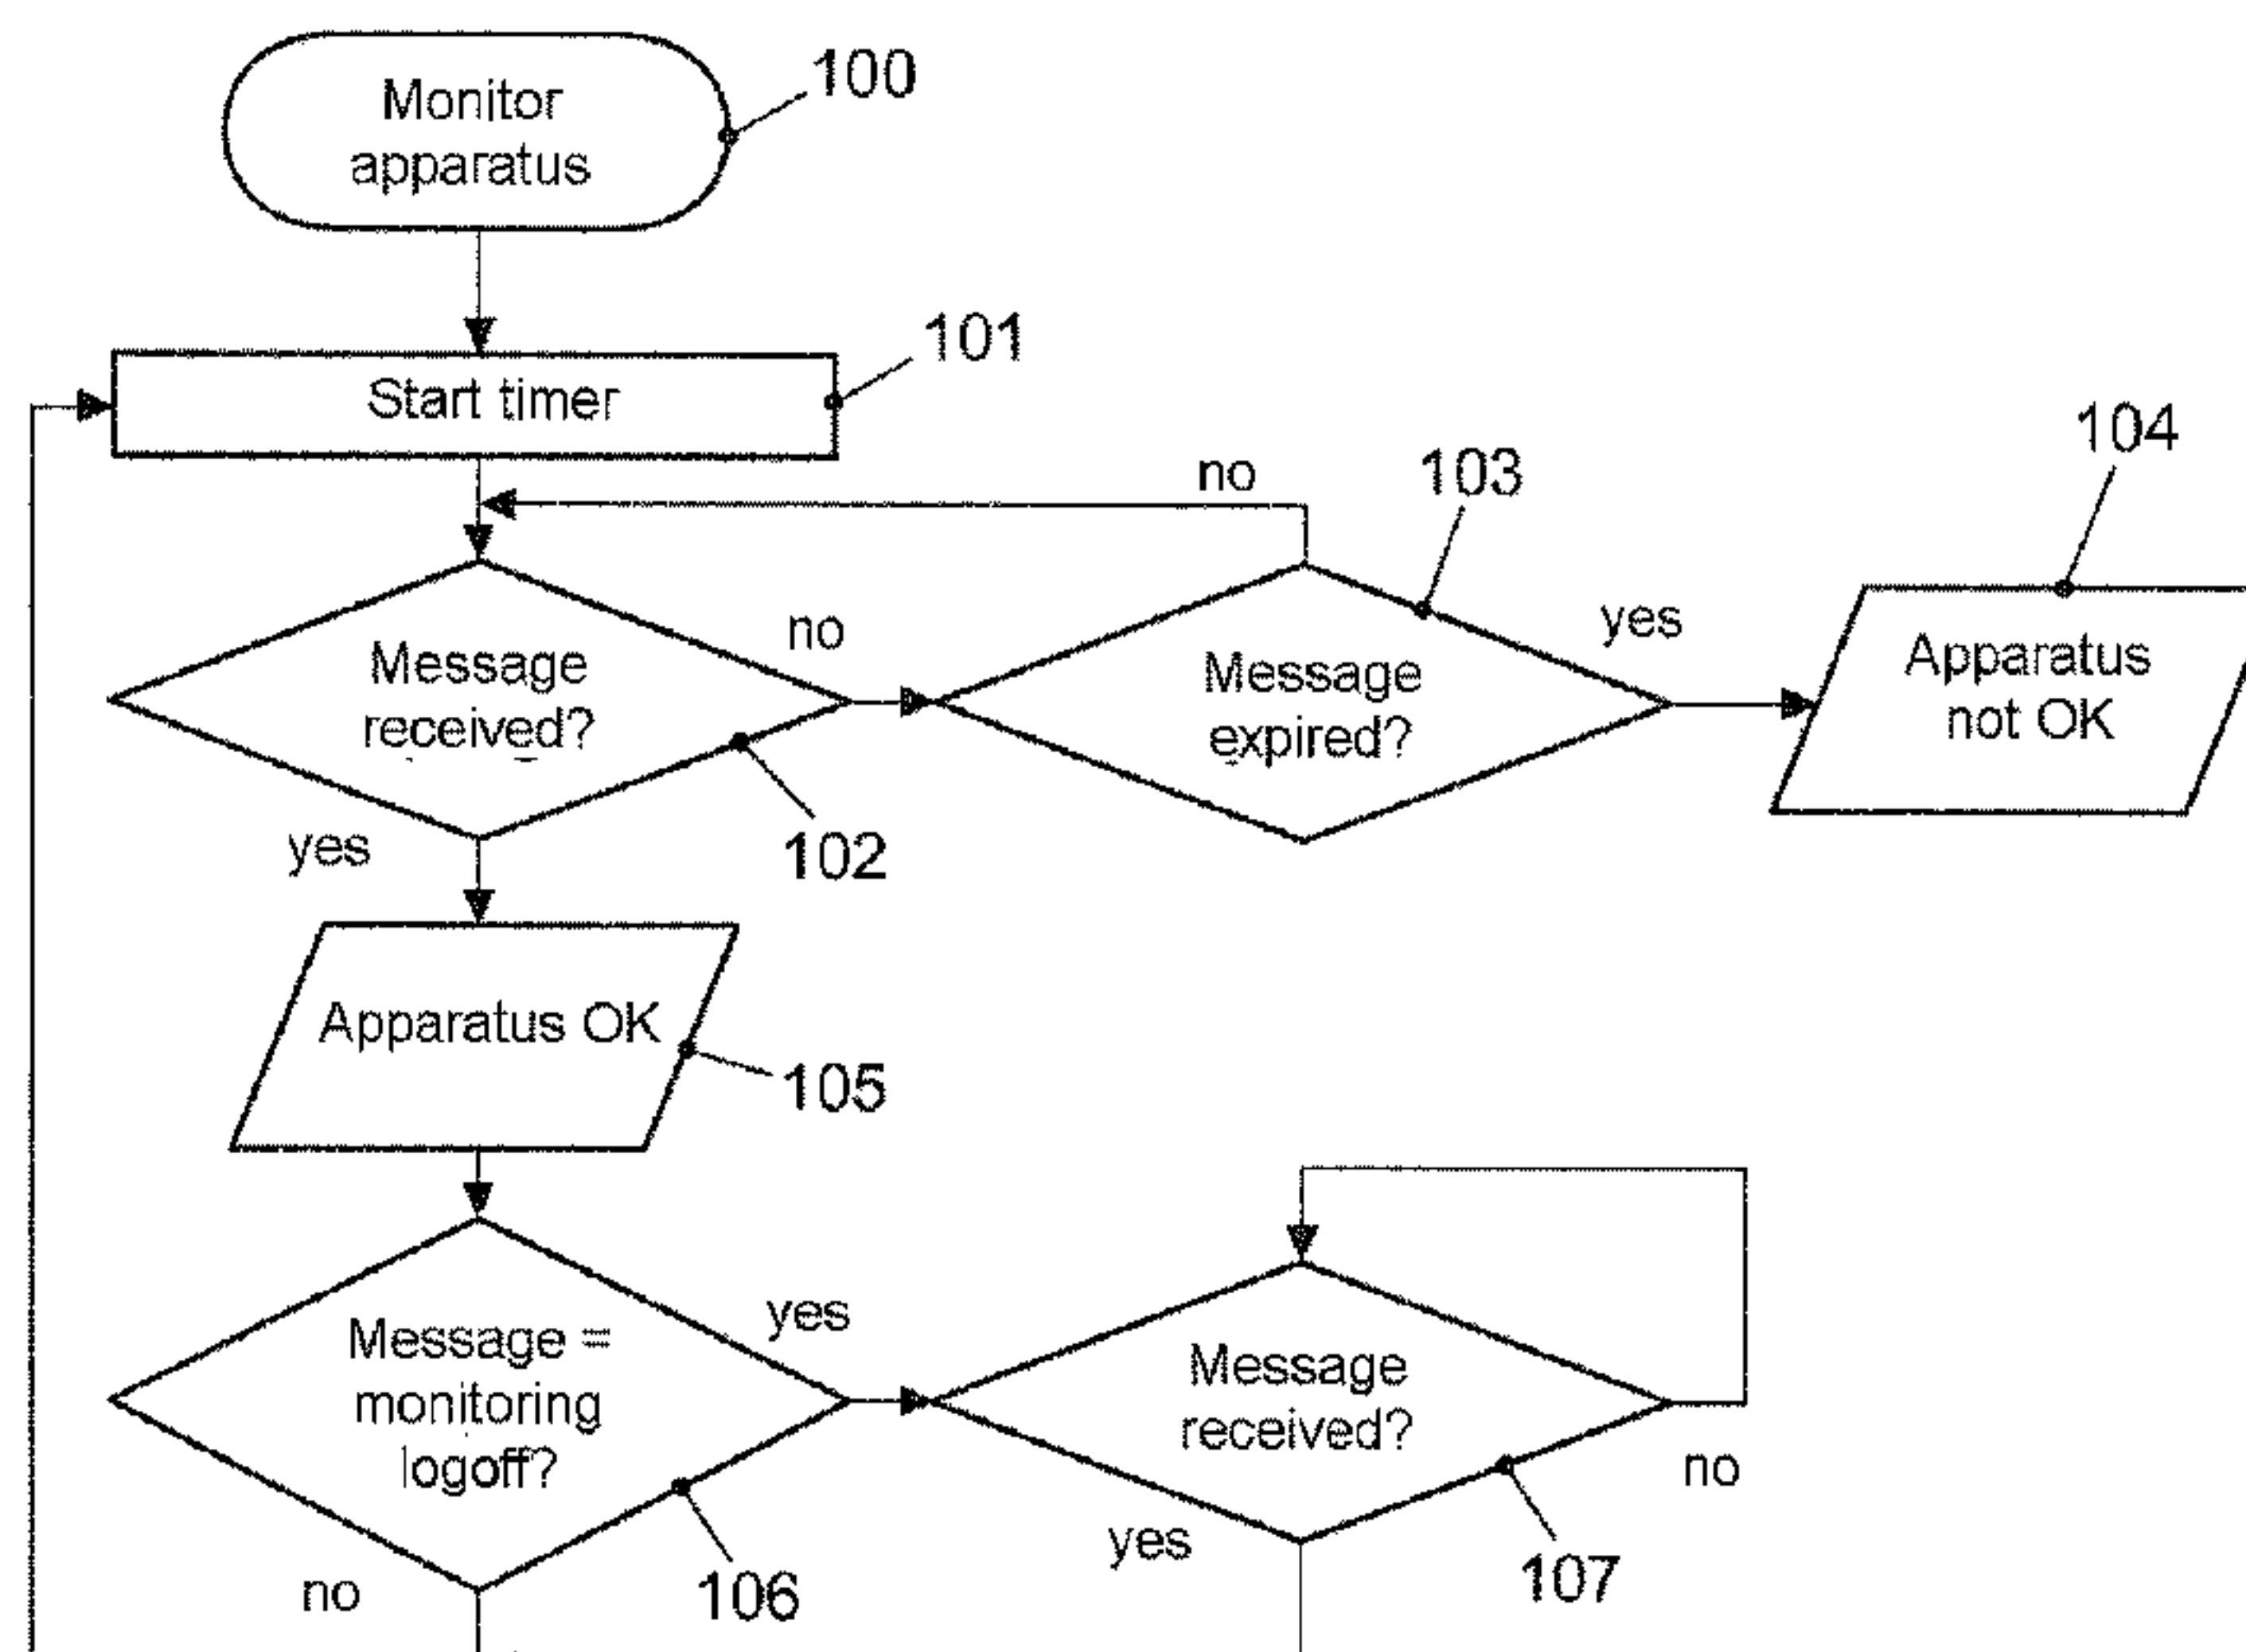 100
Monitor
apparatus
101
Start timer
104
no
103
yes
no
Message
received?
Message
expired?
Apparatus
not OK
yes
102
Apparatus OK
105
yes
Message =
monitoring
logoff?
Message
received?
no
yes
no
106
107